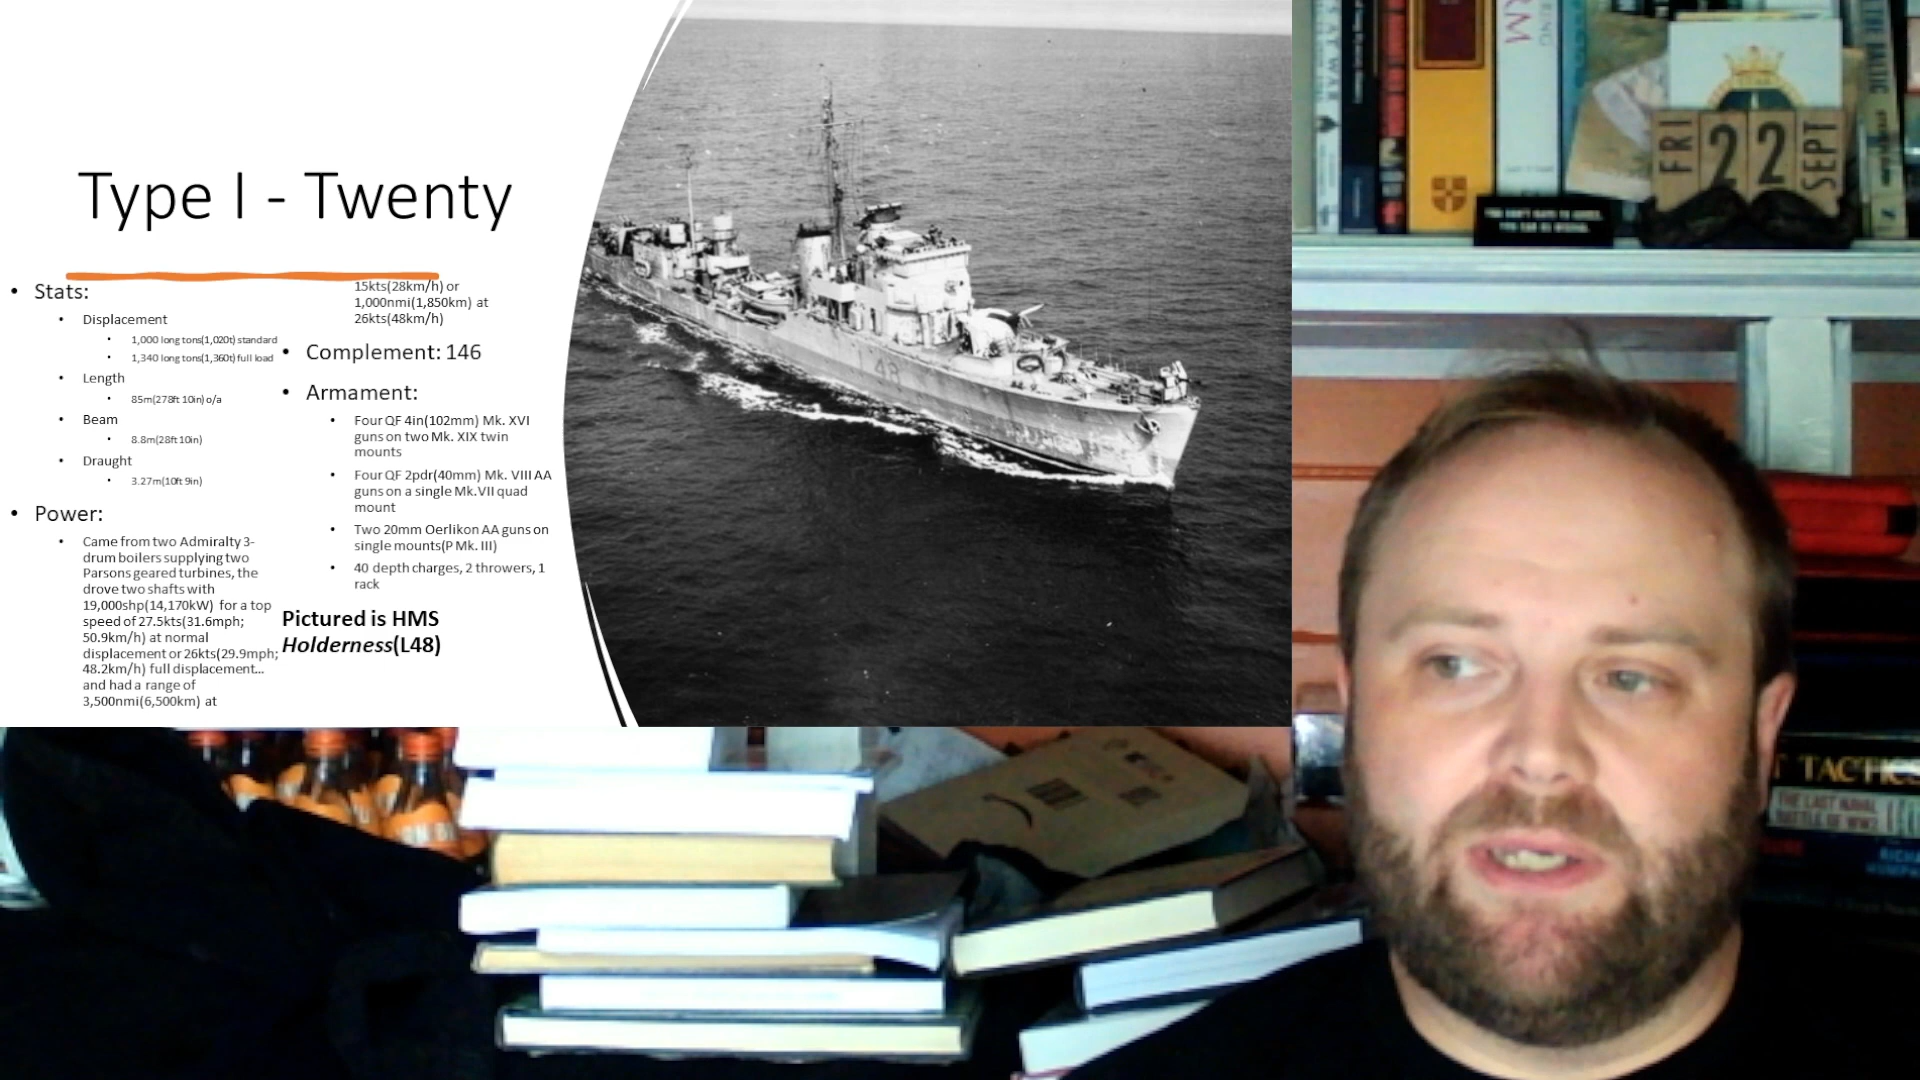 Type I - Twenty
• Stats:
• Displacement
• 1,000 long tons(1,020t) standard
• 1,340 long tons(1,360t) full load
• Length
• 85m(278ft 10in) o/a
• Beam
• 8.8m(28ft 10in)
• Draught
• 3.27m(10ft 9in)
• Power:
• Came from two Admiralty 3-
drum boilers supplying two
Parsons geared turbines, the
drove two shafts with
19,000shp(14,170kW) for a top
speed of 27.5kts(31.6mph;
50.9km/h) at normal
displacement or 26kts(29.9mph;
48.2km/h) full displacement...
and had a range of
3,500nmi(6,500km) at
15kts(28km/h) or
1,000nmi(1,850km) at
26kts(48km/h)
• Complement: 146
• Armament:
• Four QF 4in(102mm) Mk. XVI
guns on two Mk. XIX twin
mounts
• Four QF 2pdr(40mm) Mk. VIII AA
guns on a single Mk.VII quad
mount
• Two 20mm Oerlikon AA guns on
single mounts(P Mk. III)
• 40 depth charges, 2 throwers, 1
rack
Pictured is HMS
Holderness(L48)
L 48
FRI 22 SEPT
TACTICS
THE LAST NAVAL
BATTLE OF WW2